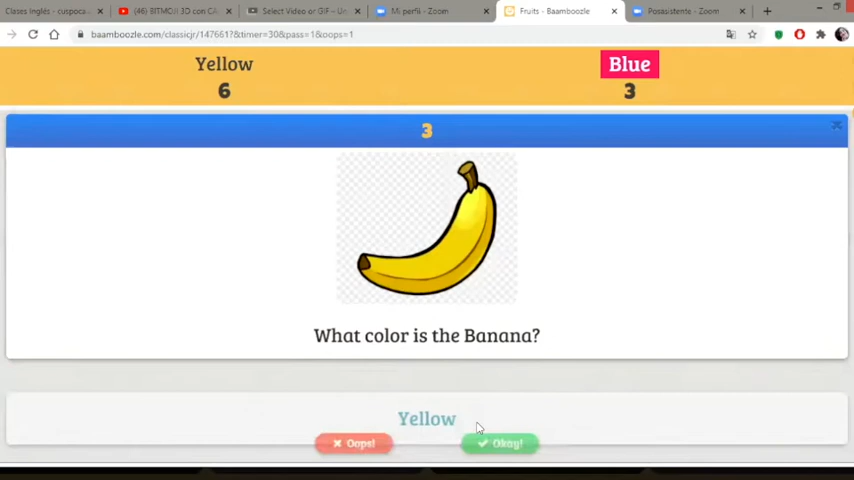 Clases Inglés - cuspoca
(46) BITMOJI 3D con CA
Select Video or GIF – Un
Mi perfil - Zoom
Fruits - Baamboozle
Posasistente - Zoom
baamboozle.com/classicjr/147661?&timer=30&pass=1&oops=1
Yellow
Blue
6
3
3
What color is the Banana?
Yellow
Oops!
Okay!